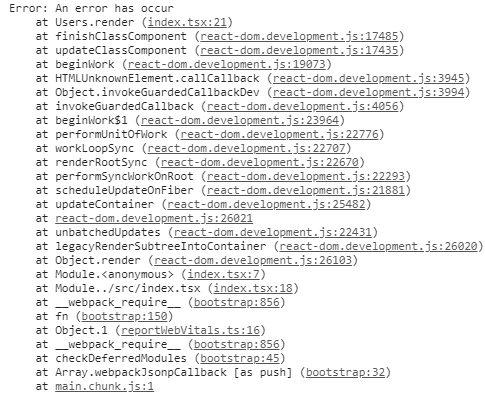 Error: An error has occur
at Users.render (index.tsx:21)
at finishClassComponent (react-dom.development.js:17485)
at updateClassComponent (react-dom.development.js:17435)
at beginWork (react-dom.development.js:19073)
at HTMLUnknownElement.callCallback (react-dom.development.js:3945)
at Object.invokeGuardedCallbackDev (react-dom.development.js:3994)
at invokeGuardedCallback (react-dom.development.js:4056)
at beginWork$1 (react-dom.development.js:23964)
at performUnitOfWork (react-dom.development.js:22776)
at workLoopSync (react-dom.development.js:22707)
at renderRootSync (react-dom.development.js:22670)
at performSyncWorkOnRoot (react-dom.development.js:22293)
at scheduleUpdateOnFiber (react-dom.development.js:21881)
at updateContainer (react-dom.development.js:25482)
at react-dom.development.js:26021
at unbatchedUpdates (react-dom.development.js:22431)
at legacyRenderSubtreeIntoContainer (react-dom.development.js:26020)
at Object.render (react-dom.development.js:26103)
at Module.<anonymous> (index.tsx:7)
at Module../src/index.tsx (index.tsx:18)
at __webpack_require__ (bootstrap:856)
at fn (bootstrap:150)
at Object.1 (reportWebVitals.ts:16)
at __webpack_require__ (bootstrap:856)
at checkDeferredModules (bootstrap:45)
at Array.webpackJsonpCallback [as push] (bootstrap:32)
at main.chunk.js:1